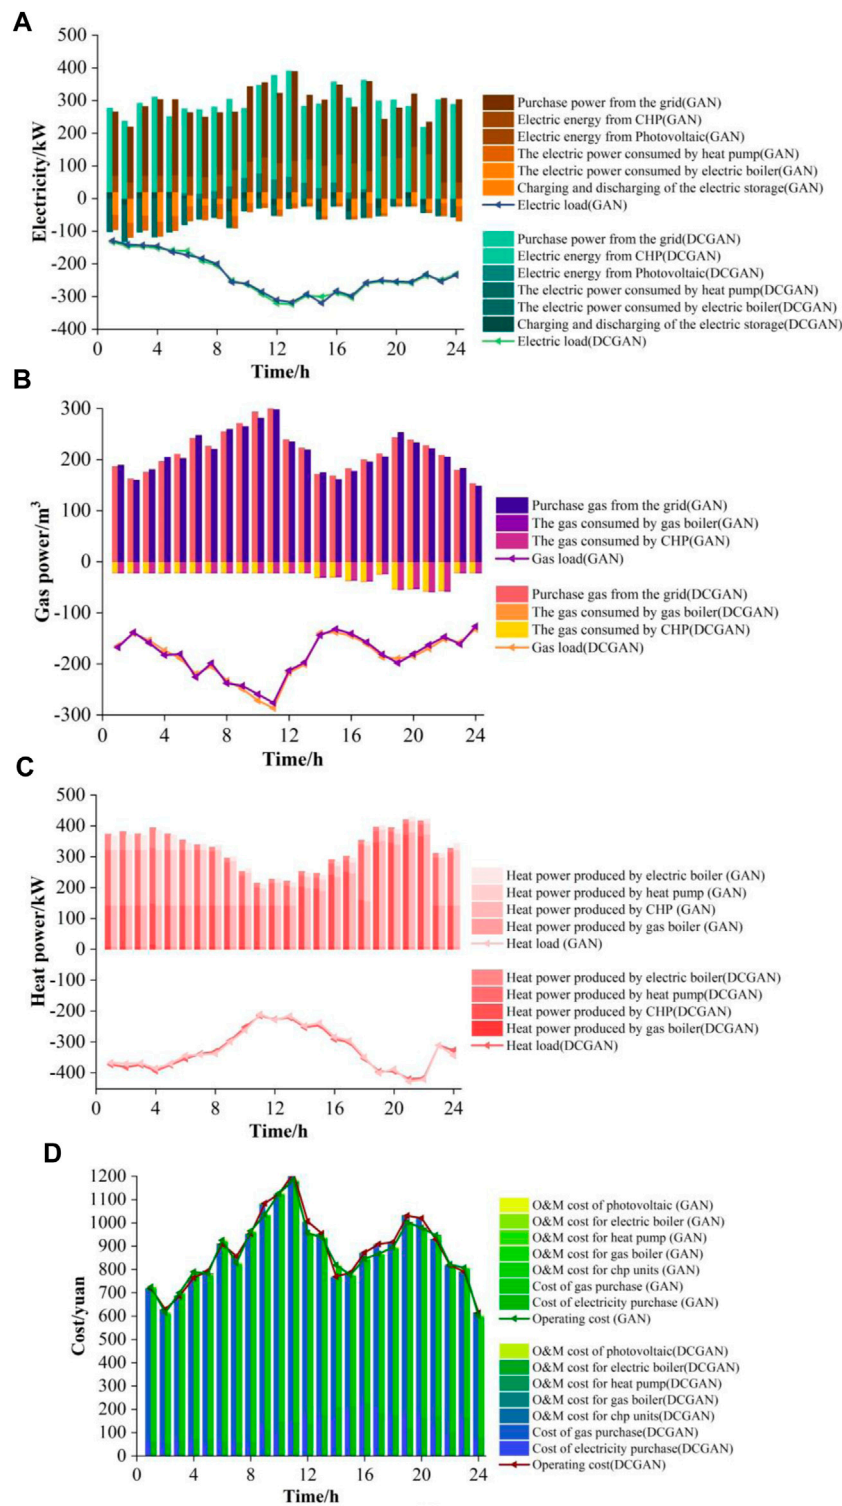 A
500
400
300
200
100
0
-100
-200
-300
-400
Electricity/kW
0
4
8
12
16
20
24
Time/h
Purchase power from the grid(GAN)
Electric energy from CHP(GAN)
Electric energy from Photovoltaic(GAN)
The electric power consumed by heat pump(GAN)
The electric power consumed by electric boiler(GAN)
Charging and discharging of the electric storage(GAN)
Electric load(GAN)
Purchase power from the grid(DCGAN)
Electric energy from CHP(DCGAN)
Electric energy from Photovoltaic(DCGAN)
The electric power consumed by heat pump(DCGAN)
The electric power consumed by electric boiler(DCGAN)
Charging and discharging of the electric storage(DCGAN)
Electric load(DCGAN)
B
300
200
100
0
-100
-200
-300
Gas power/m³
0
4
8
12
16
20
24
Time/h
Purchase gas from the grid(GAN)
The gas consumed by gas boiler(GAN)
The gas consumed by CHP(GAN)
Gas load(GAN)
Purchase gas from the grid(DCGAN)
The gas consumed by gas boiler(DCGAN)
The gas consumed by CHP(DCGAN)
Gas load(DCGAN)
C
500
400
300
200
100
0
-100
-200
-300
-400
Heat power/kW
0
4
8
12
16
20
24
Time/h
Heat power produced by electric boiler (GAN)
Heat power produced by heat pump (GAN)
Heat power produced by CHP (GAN)
Heat power produced by gas boiler (GAN)
Heat load (GAN)
Heat power produced by electric boiler(DCGAN)
Heat power produced by heat pump(DCGAN)
Heat power produced by CHP(DCGAN)
Heat power produced by gas boiler(DCGAN)
Heat load(DCGAN)
D
1200
1100
1000
900
800
700
600
500
400
300
200
100
0
Cost/yuan
0
4
8
12
16
20
24
Time/h
O&M cost of photovoltaic (GAN)
O&M cost for electric boiler (GAN)
O&M cost for heat pump (GAN)
O&M cost for gas boiler (GAN)
O&M cost for chp units (GAN)
Cost of gas purchase (GAN)
Cost of electricity purchase (GAN)
Operating cost (GAN)
O&M cost of photovoltaic(DCGAN)
O&M cost for electric boiler(DCGAN)
O&M cost for heat pump(DCGAN)
O&M cost for gas boiler(DCGAN)
O&M cost for chp units(DCGAN)
Cost of gas purchase(DCGAN)
Cost of electricity purchase(DCGAN)
Operating cost(DCGAN)